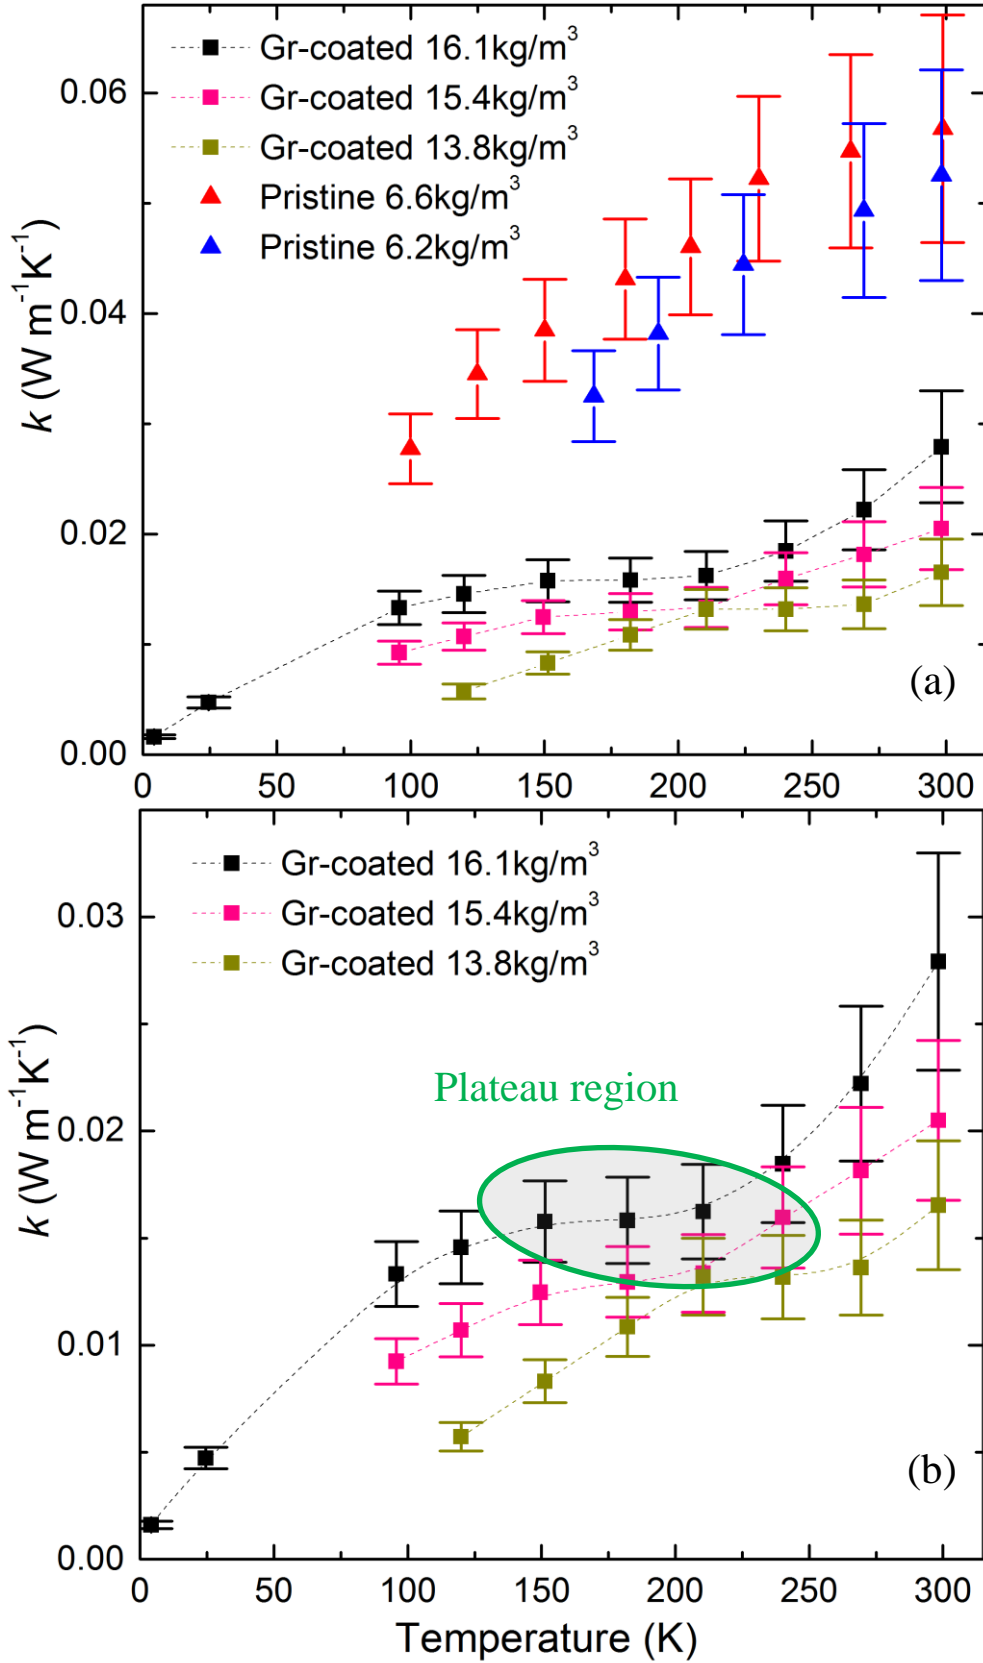 Gr-coated 16.1kg/m³
Gr-coated 15.4kg/m³
Gr-coated 13.8kg/m³
Pristine 6.6kg/m³
Pristine 6.2kg/m³
0.06
0.04
0.02
0.00
k (W m⁻¹K⁻¹)
(a)
0 50 100 150 200 250 300
Gr-coated 16.1kg/m³
Gr-coated 15.4kg/m³
Gr-coated 13.8kg/m³
0.03
0.02
0.01
0.00
k (W m⁻¹K⁻¹)
Plateau region
(b)
0 50 100 150 200 250 300
Temperature (K)